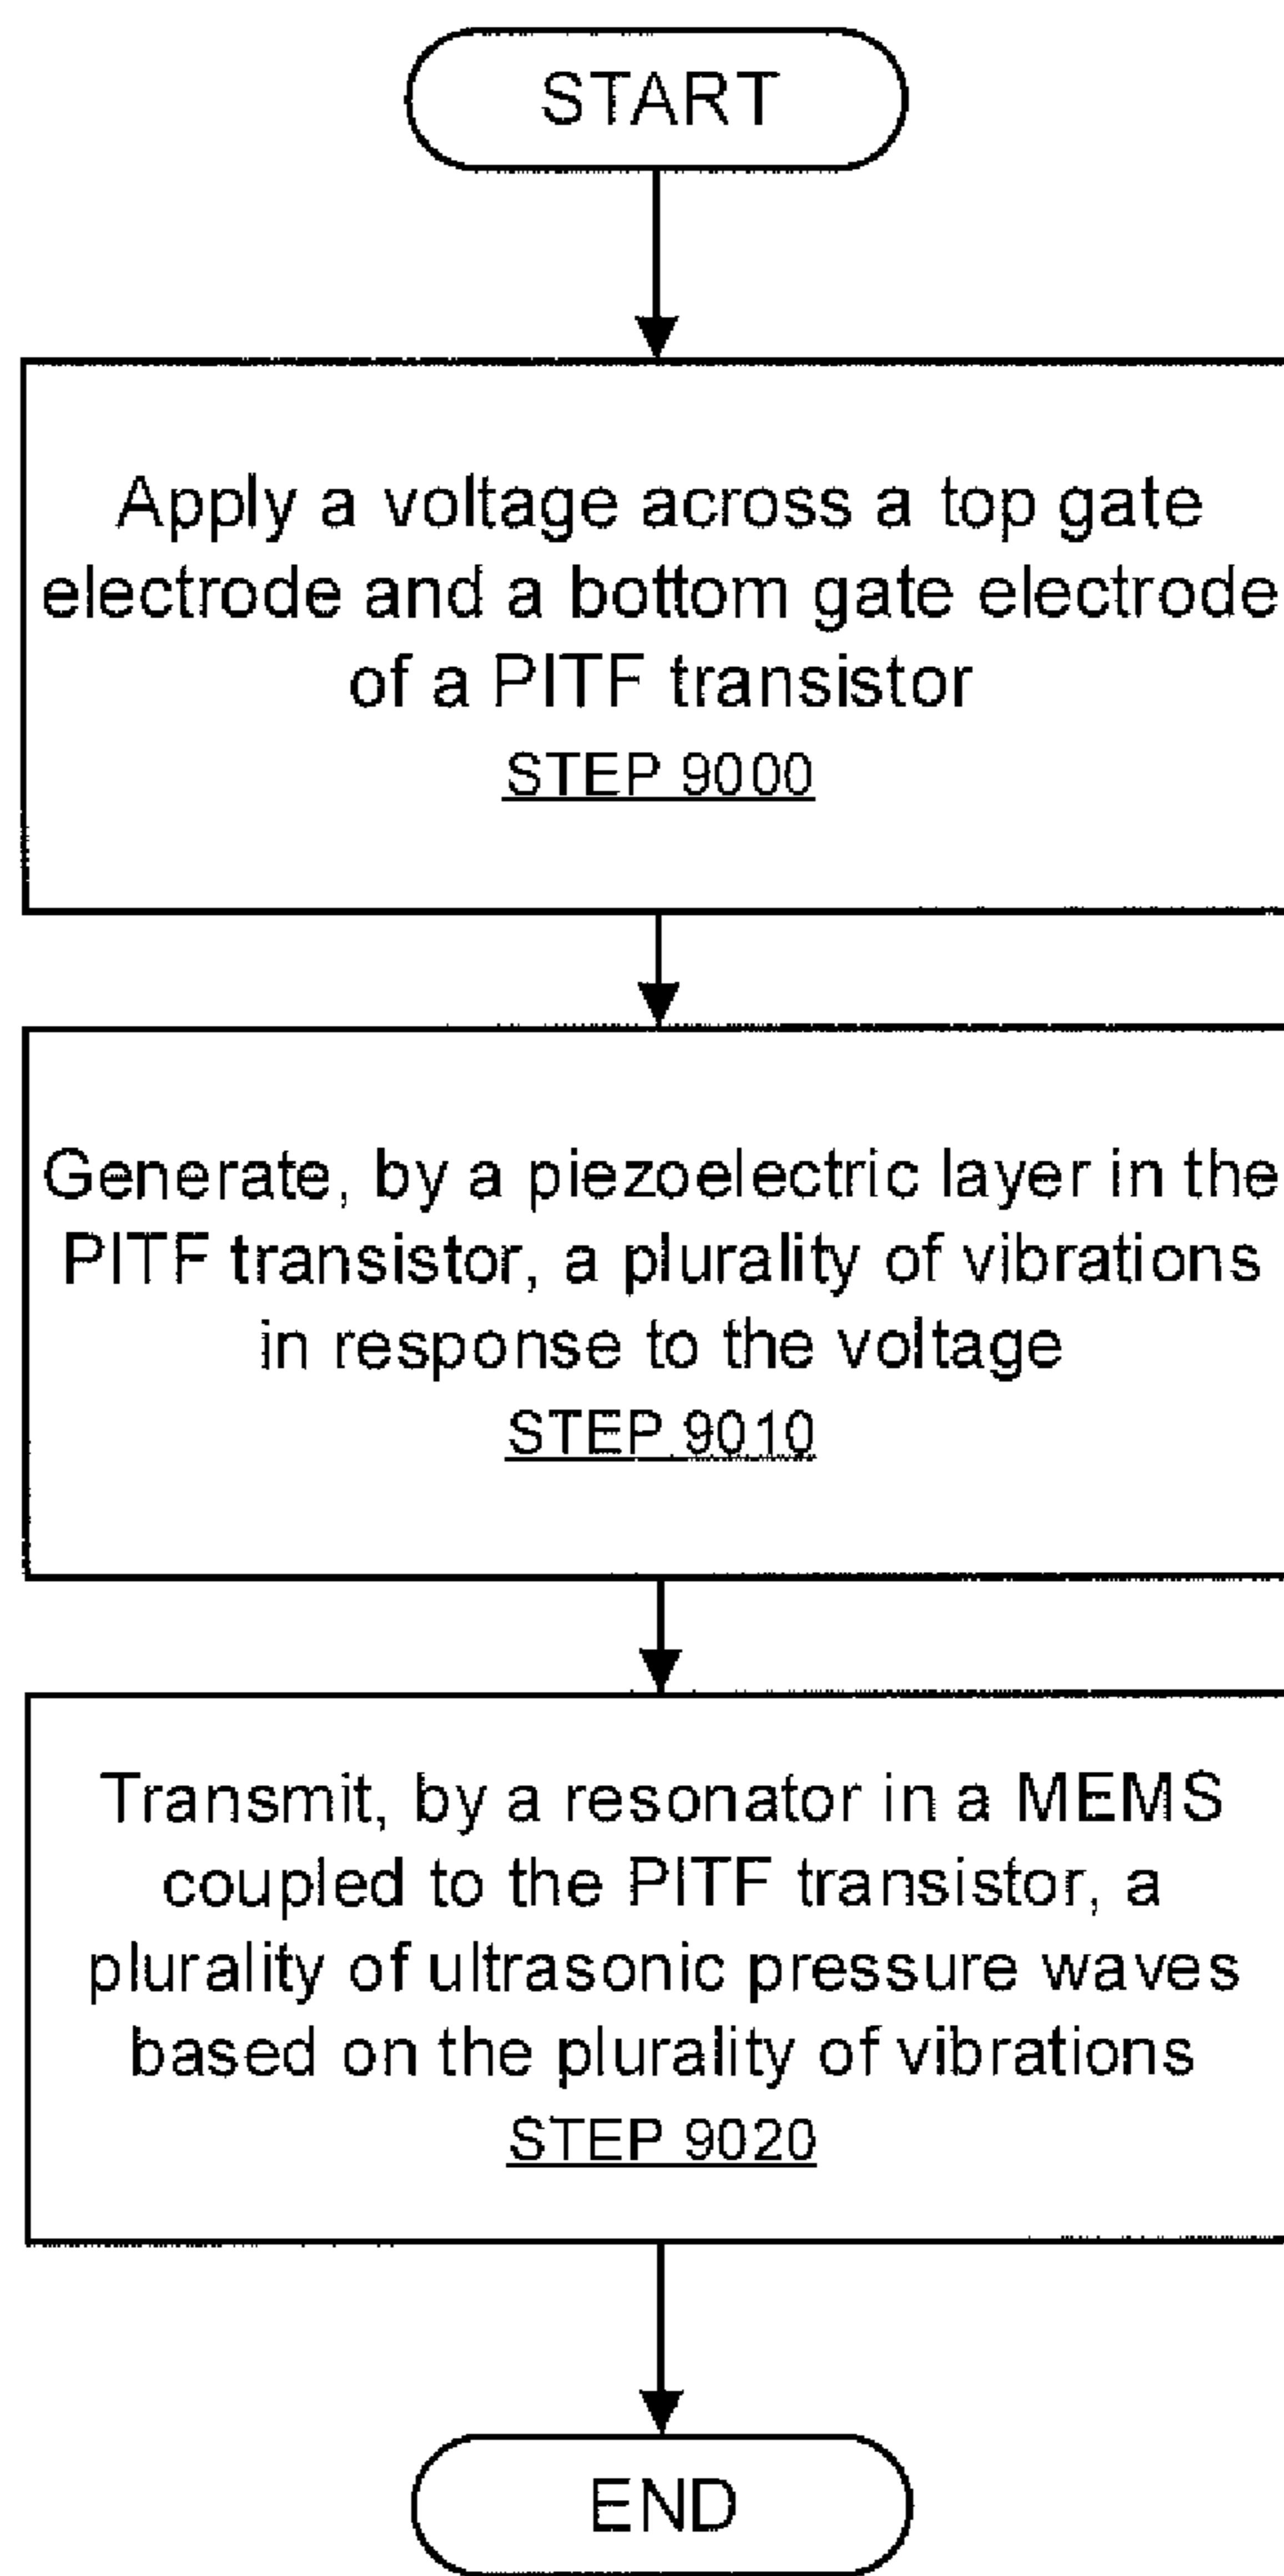 START
Apply a voltage across a top gate
electrode and a bottom gate electrode
of a PITF transistor
STEP 9000
Generate, by a piezoelectric layer in the
PITF transistor, a plurality of vibrations
in response to the voltage
STEP 9010
Transmit, by a resonator in a MEMS
coupled to the PITF transistor, a
plurality of ultrasonic pressure waves
based on the plurality of vibrations
STEP 9020
END